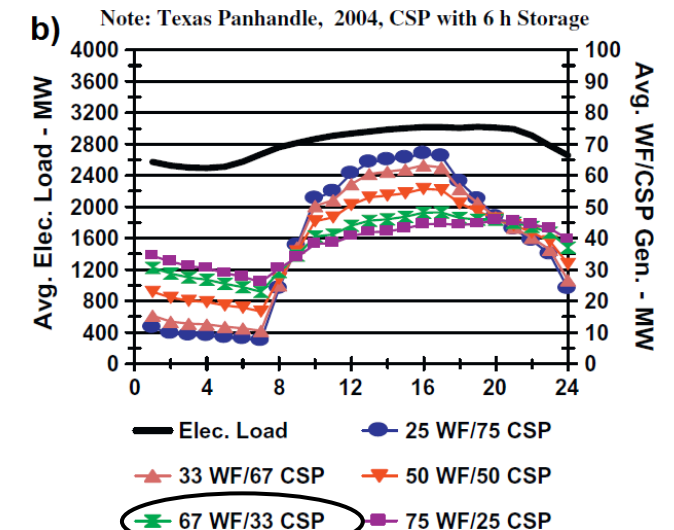 Note: Texas Panhandle, 2004, CSP with 6 h Storage
b)
4000 100
3600 90
3200 80
2800 70
2400 60
2000 50
1600 40
1200 30
800 20
400 10
0 0
Avg. Elec. Load - MW
Avg. WF/CSP Gen. - MW
0 4 8 12 16 20 24
Elec. Load 25 WF/75 CSP
33 WF/67 CSP 50 WF/50 CSP
67 WF/33 CSP 75 WF/25 CSP